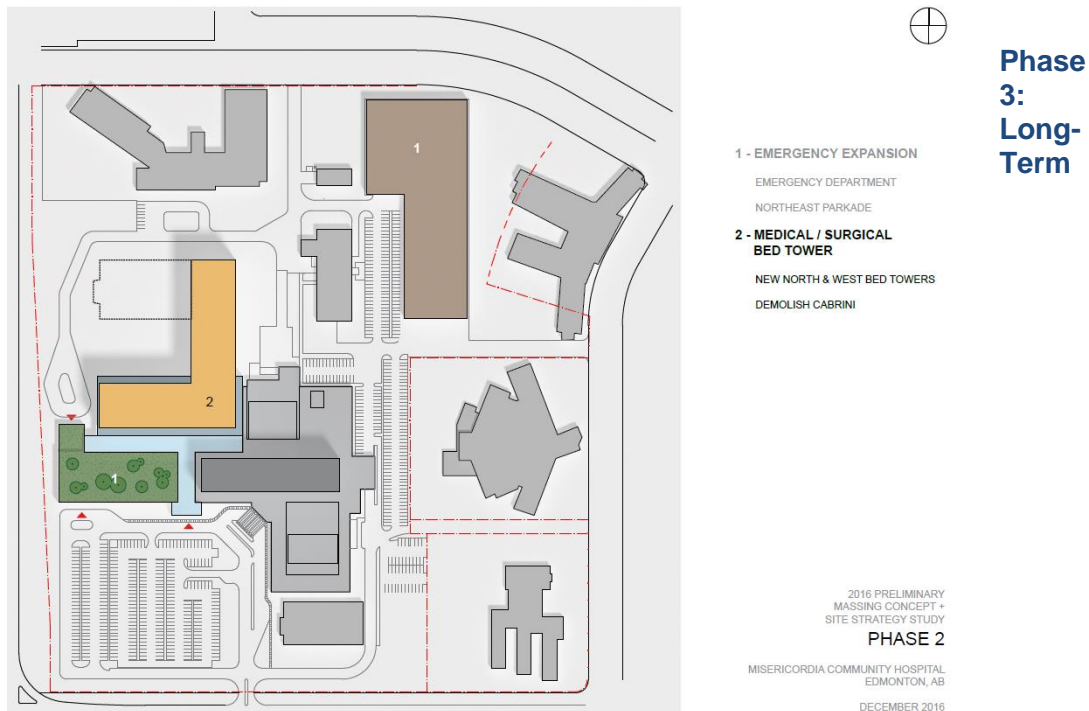 1
2
1
Phase
3:
Long-
Term
1 - EMERGENCY EXPANSION
EMERGENCY DEPARTMENT
NORTHEAST PARKADE
2 - MEDICAL / SURGICAL
BED TOWER
NEW NORTH & WEST BED TOWERS
DEMOLISH CABRINI
2016 PRELIMINARY
MASSING CONCEPT +
SITE STRATEGY STUDY
PHASE 2
MISERICORDIA COMMUNITY HOSPITAL
EDMONTON, AB
DECEMBER 2016